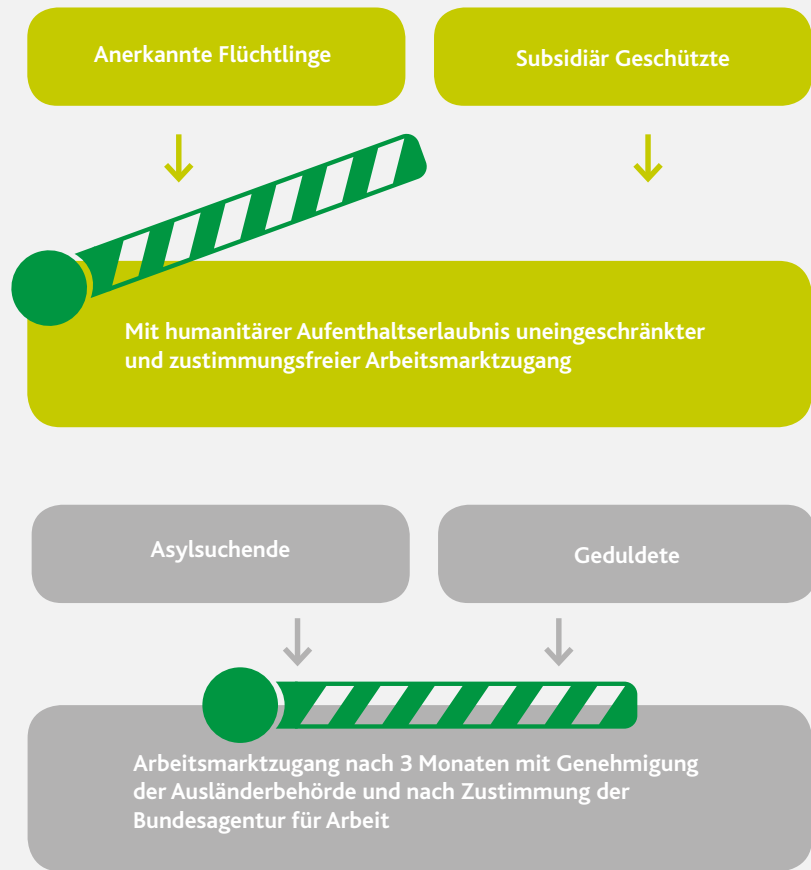 Anerkannte Flüchtlinge
Subsidiär Geschützte
Mit humanitärer Aufenthaltserlaubnis uneingeschränkter
und zustimmungsfreier Arbeitsmarktzugang
Asylsuchende
Geduldete
Arbeitsmarktzugang nach 3 Monaten mit Genehmigung
der Ausländerbehörde und nach Zustimmung der
Bundesagentur für Arbeit